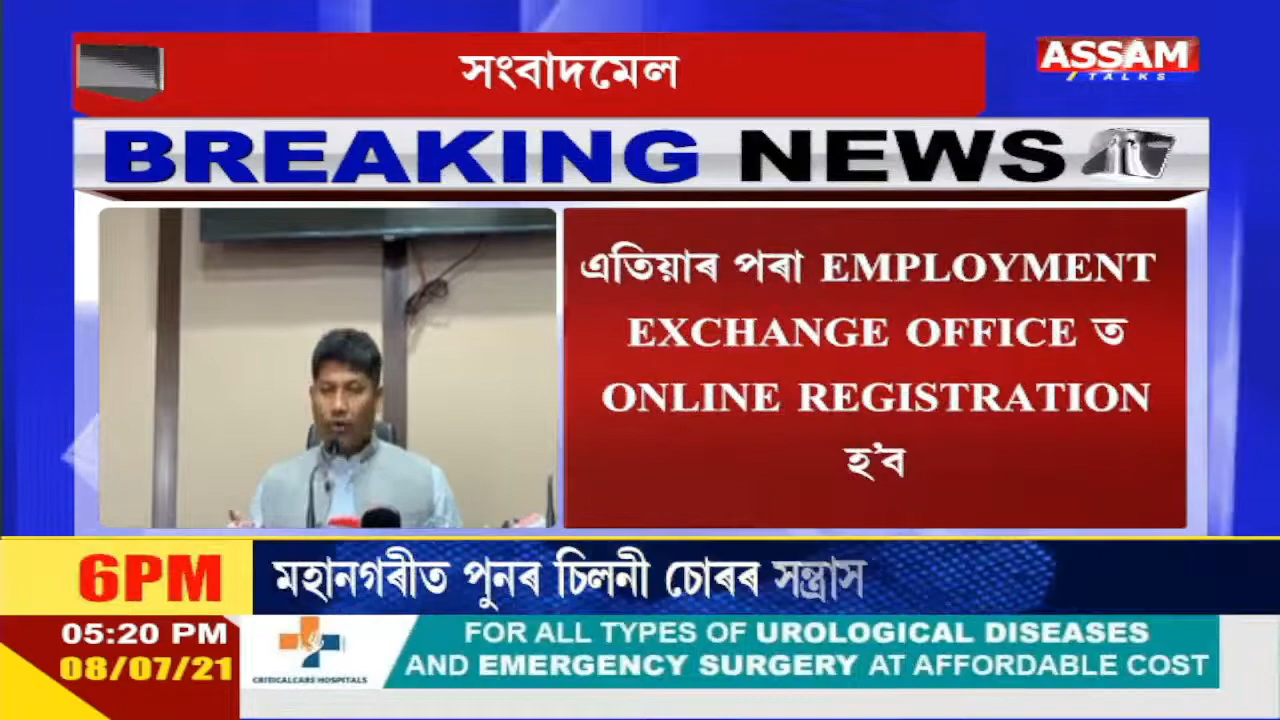 সংবাদমেল
ASSAM
TALKS
BREAKING NEWS
এতিয়াৰ পৰা EMPLOYMENT
EXCHANGE OFFICE ত
ONLINE REGISTRATION
হ'ব
6PM
মহানগৰীত পুনৰ চিলনী চোৰৰ সন্ত্ৰাস
05:20 PM
08/07/21
CRITICALCARE HOSPITALS
FOR ALL TYPES OF UROLOGICAL DISEASES
AND EMERGENCY SURGERY AT AFFORDABLE COST